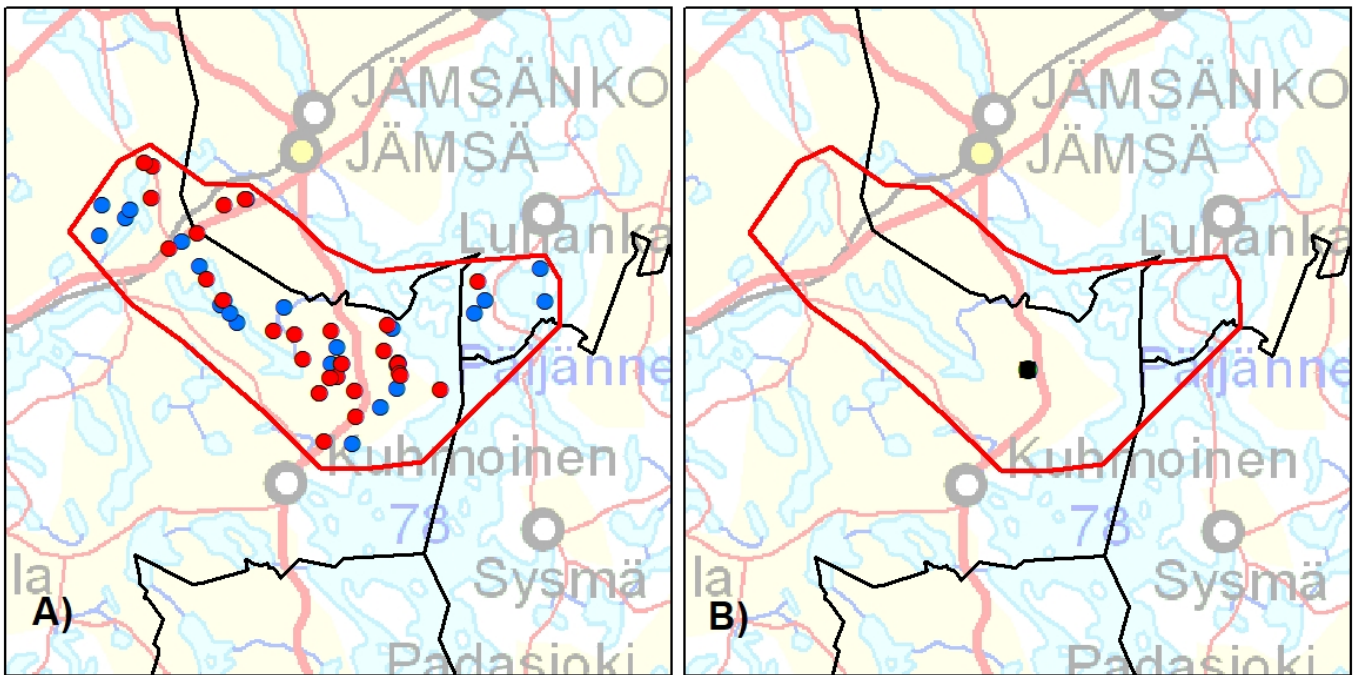 JÄMSÄNKO
JÄMSÄ
Luhanka
Päijänne
Kuhmoinen
78
la
Sysmä
A)
Padasjoki
JÄMSÄNKO
JÄMSÄ
Luhanka
Päijänne
Kuhmoinen
78
la
Sysmä
B)
Padasjoki